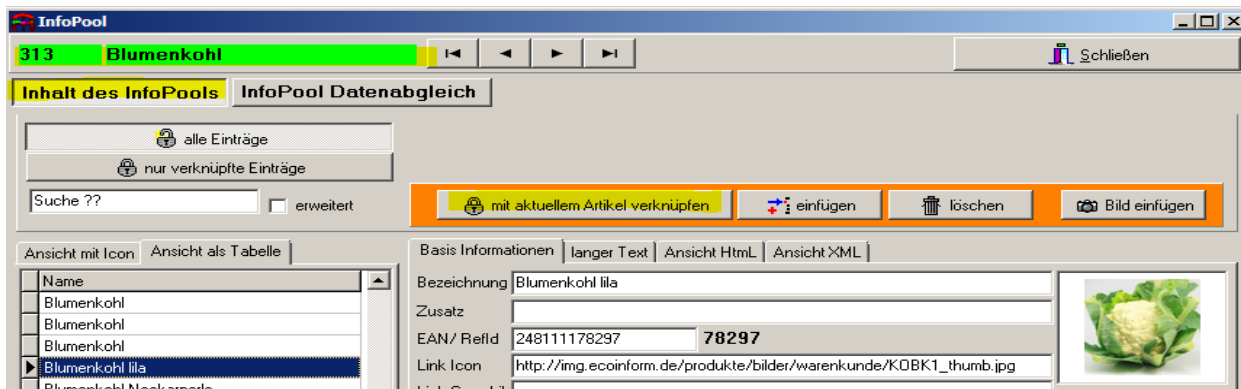 InfoPool
313 Blumenkohl
Schließen
Inhalt des InfoPools InfoPool Datenabgleich
alle Einträge
nur verknüpfte Einträge
Suche ?? erweitert
mit aktuellem Artikel verknüpfen einfügen löschen Bild einfügen
Ansicht mit Icon Ansicht als Tabelle
Name
Blumenkohl
Blumenkohl
Blumenkohl
Blumenkohl lila
Basis Informationen langer Text Ansicht HtmL Ansicht XML
Bezeichnung Blumenkohl lila
Zusatz
EAN/ RefId 248111178297 78297
Link Icon http://img.ecoinform.de/produkte/bilder/warenkunde/KOBK1_thumb.jpg